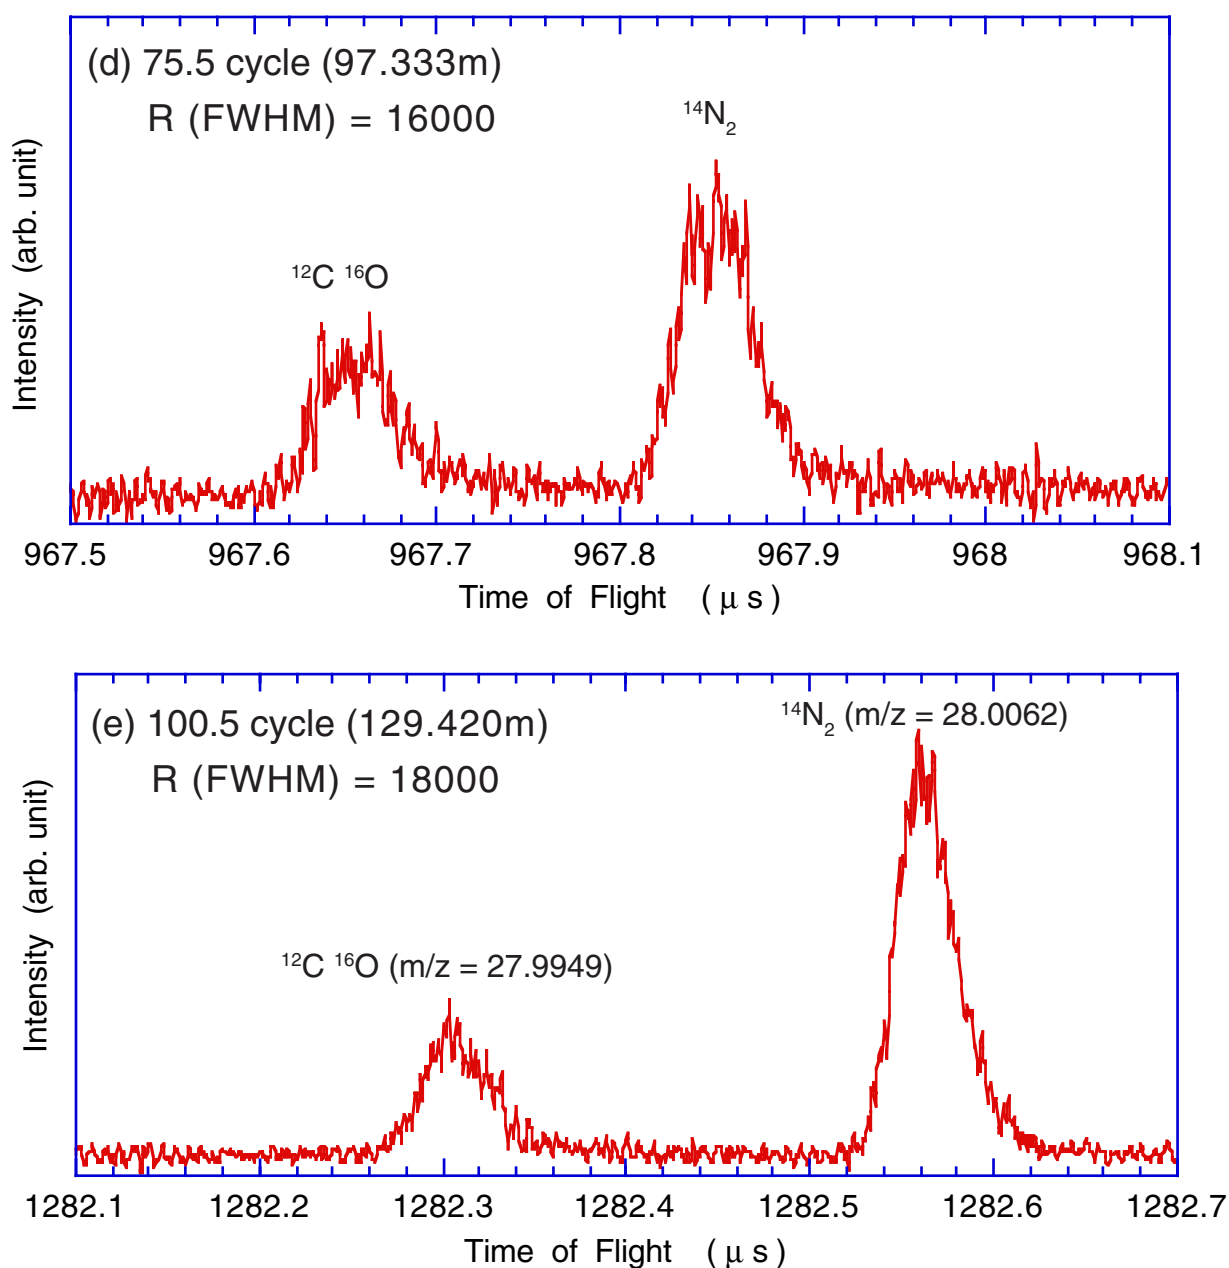 (d) 75.5 cycle (97.333m)
R (FWHM) = 16000
¹⁴N₂
¹²C ¹⁶O
Intensity (arb. unit)
967.5 967.6 967.7 967.8 967.9 968 968.1
Time of Flight (μs)
(e) 100.5 cycle (129.420m)
R (FWHM) = 18000
¹⁴N₂ (m/z = 28.0062)
¹²C ¹⁶O (m/z = 27.9949)
Intensity (arb. unit)
1282.1 1282.2 1282.3 1282.4 1282.5 1282.6 1282.7
Time of Flight (μs)